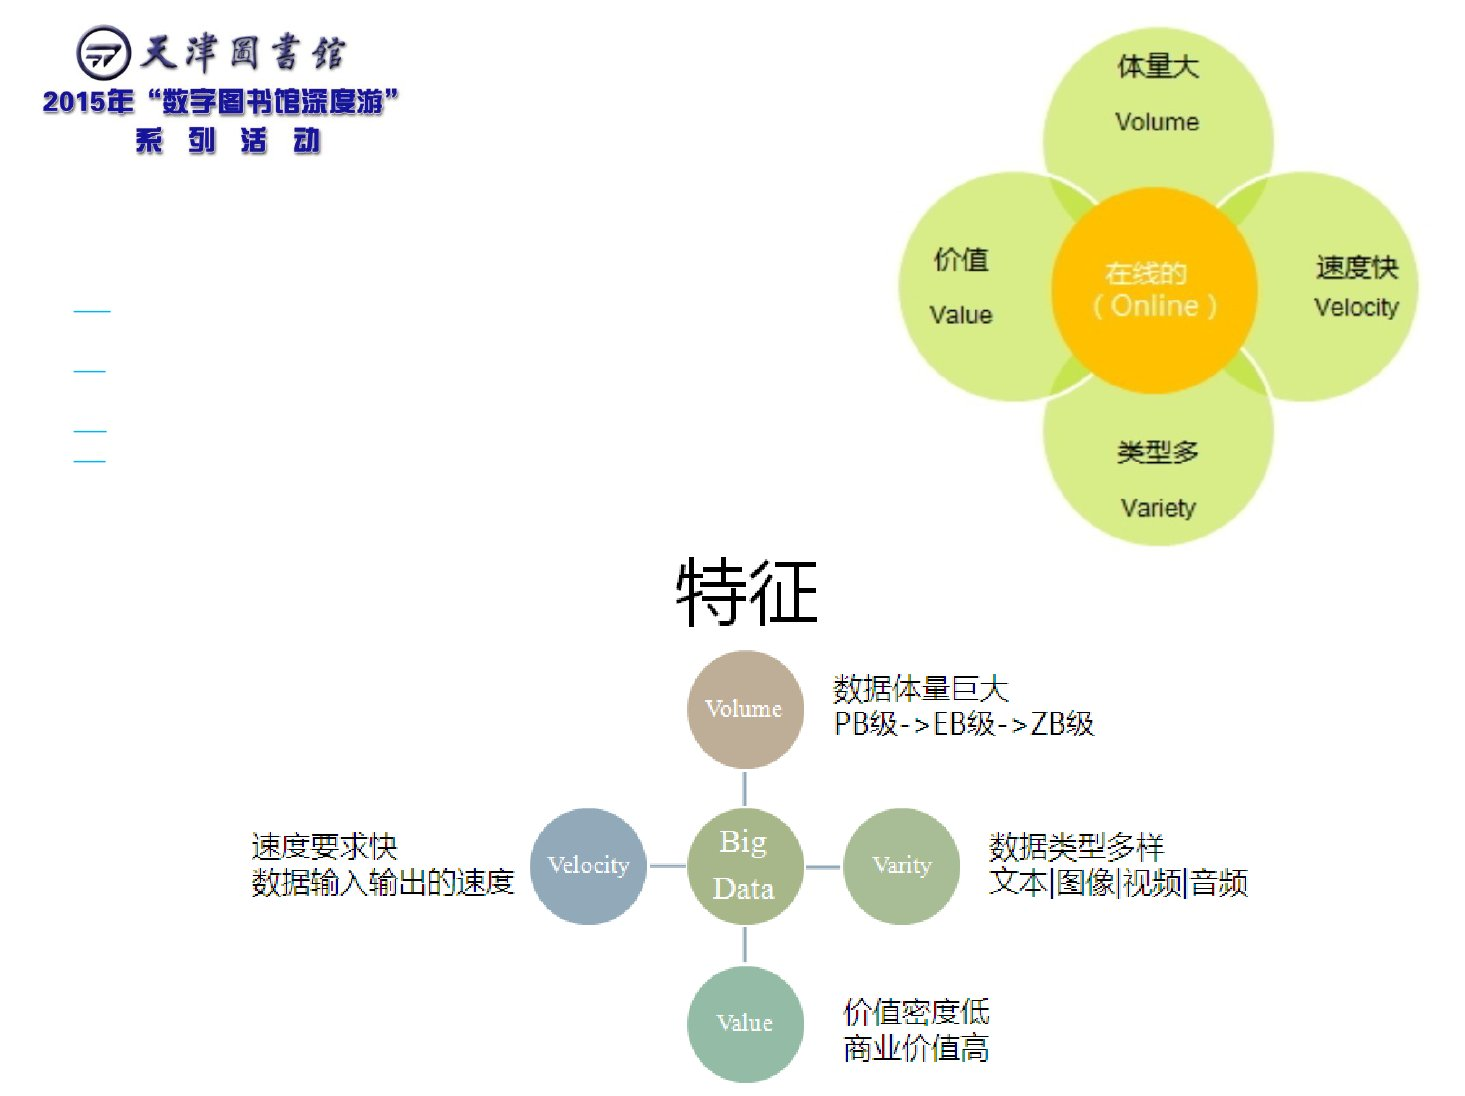 天津圖書館
2015年“数字图书馆深度游”
系列活动
体量大
Volume
价值
Value
在线的
（Online）
速度快
Velocity
类型多
Variety
特征
Volume
数据体量巨大
PB级->EB级->ZB级
速度要求快
数据输入输出的速度
Velocity
Big
Data
Varity
数据类型多样
文本|图像|视频|音频
Value
价值密度低
商业价值高